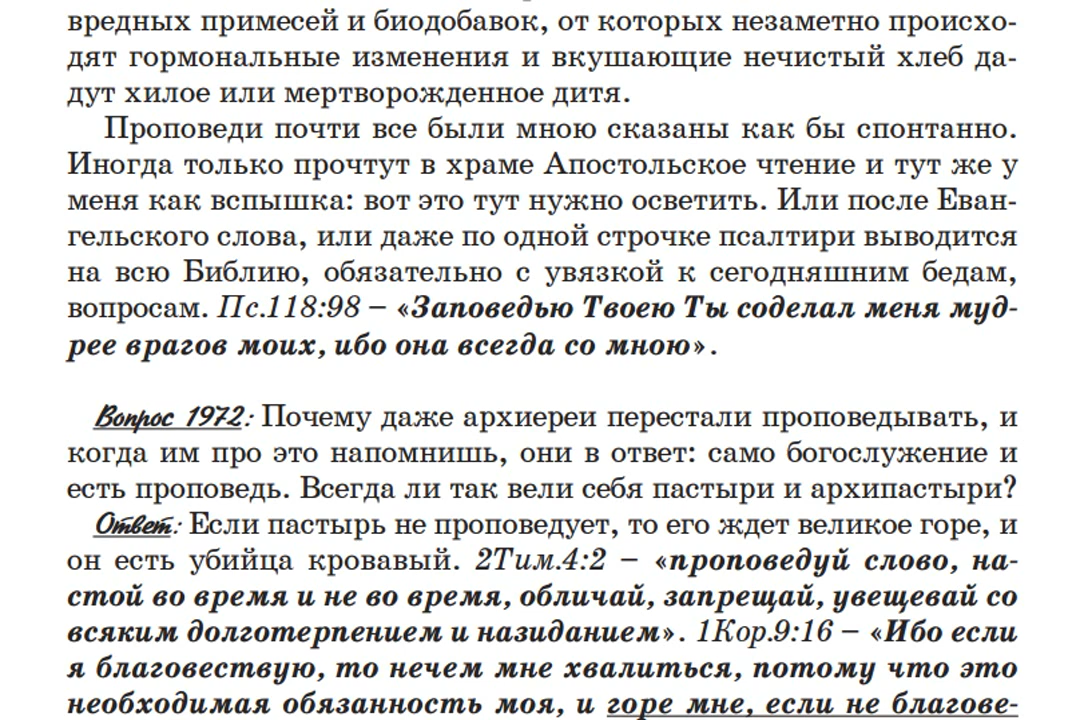 вредных примесей и биодобавок, от которых незаметно происхо-
дят гормональные изменения и вкушающие нечистый хлеб да-
дут хилое или мертворожденное дитя.
Проповеди почти все были мною сказаны как бы спонтанно.
Иногда только прочтут в храме Апостольское чтение и тут же у
меня как вспышка: вот это тут нужно осветить. Или после Еван-
гельского слова, или даже по одной строчке псалтири выводится
на всю Библию, обязательно с увязкой к сегодняшним бедам,
вопросам. Пс.118:98 – «Заповедью Твоею Ты соделал меня муд-
рее врагов моих, ибо она всегда со мною».
Вопрос 1972: Почему даже архиереи перестали проповедывать, и
когда им про это напомнишь, они в ответ: само богослужение и
есть проповедь. Всегда ли так вели себя пастыри и архипастыри?
Ответ: Если пастырь не проповедует, то его ждет великое горе, и
он есть убийца кровавый. 2Тим.4:2 – «проповедуй слово, на-
стой во время и не во время, обличай, запрещай, увещевай со
всяким долготерпением и назиданием». 1Кор.9:16 – «Ибо если
я благовествую, то нечем мне хвалиться, потому что это
необходимая обязанность моя, и горе мне, если не благове-